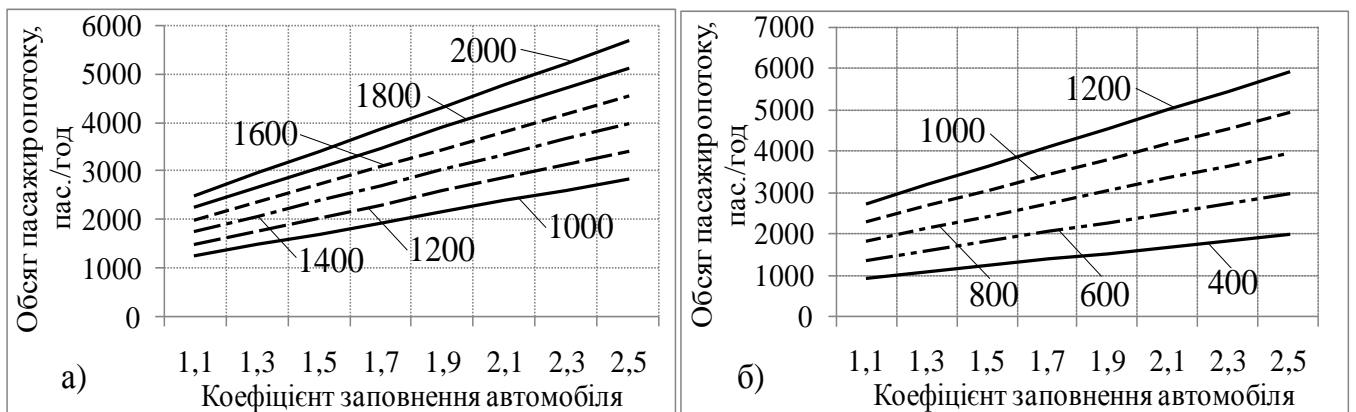 Обсяг пасажиропотоку,
пас./год
6000
5000
4000
3000
2000
1000
0
2000
1800
1600
1400
1200
1000
1,1 1,3 1,5 1,7 1,9 2,1 2,3 2,5
Коефіцієнт заповнення автомобіля
а)
Обсяг пасажиропотоку,
пас./год
7000
6000
5000
4000
3000
2000
1000
0
1200
1000
800
600
400
1,1 1,3 1,5 1,7 1,9 2,1 2,3 2,5
Коефіцієнт заповнення автомобіля
б)